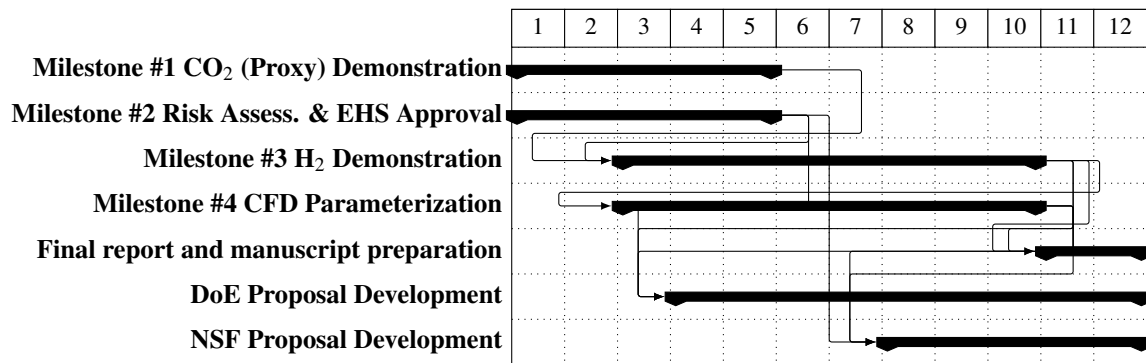 1 2 3 4 5 6 7 8 9 10 11 12
Milestone #1 CO₂ (Proxy) Demonstration
Milestone #2 Risk Assess. & EHS Approval
Milestone #3 H₂ Demonstration
Milestone #4 CFD Parameterization
Final report and manuscript preparation
DoE Proposal Development
NSF Proposal Development